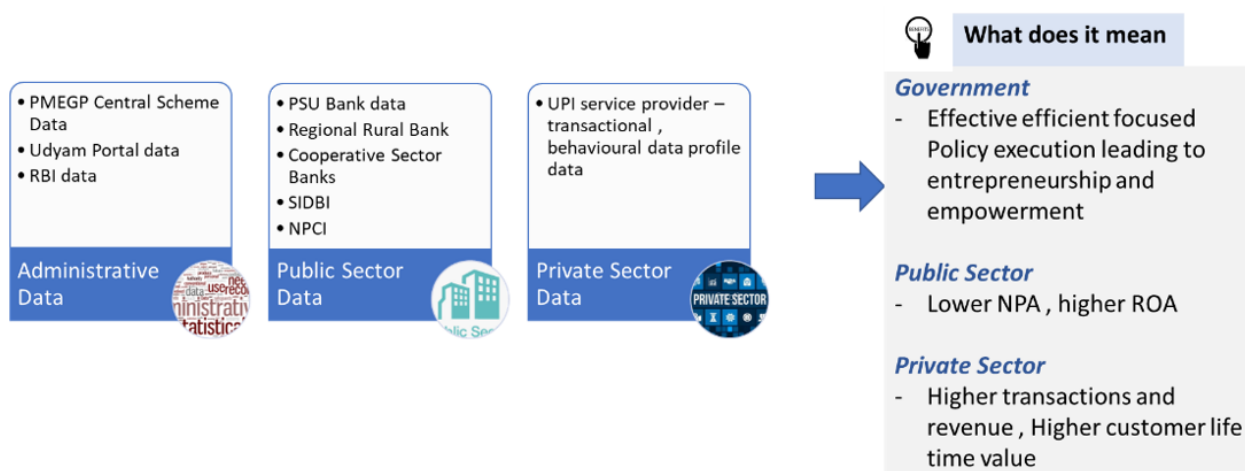 • PMEGP Central Scheme
Data
• Udyam Portal data
• RBI data
Administrative
Data
• PSU Bank data
• Regional Rural Bank
• Cooperative Sector
Banks
• SIDBI
• NPCI
Public Sector
Data
• UPI service provider –
transactional ,
behavioural data profile
data
Private Sector
Data
PRIVATE SECTOR
What does it mean
Government
- Effective efficient focused
Policy execution leading to
entrepreneurship and
empowerment
Public Sector
- Lower NPA , higher ROA
Private Sector
- Higher transactions and
revenue , Higher customer life
time value